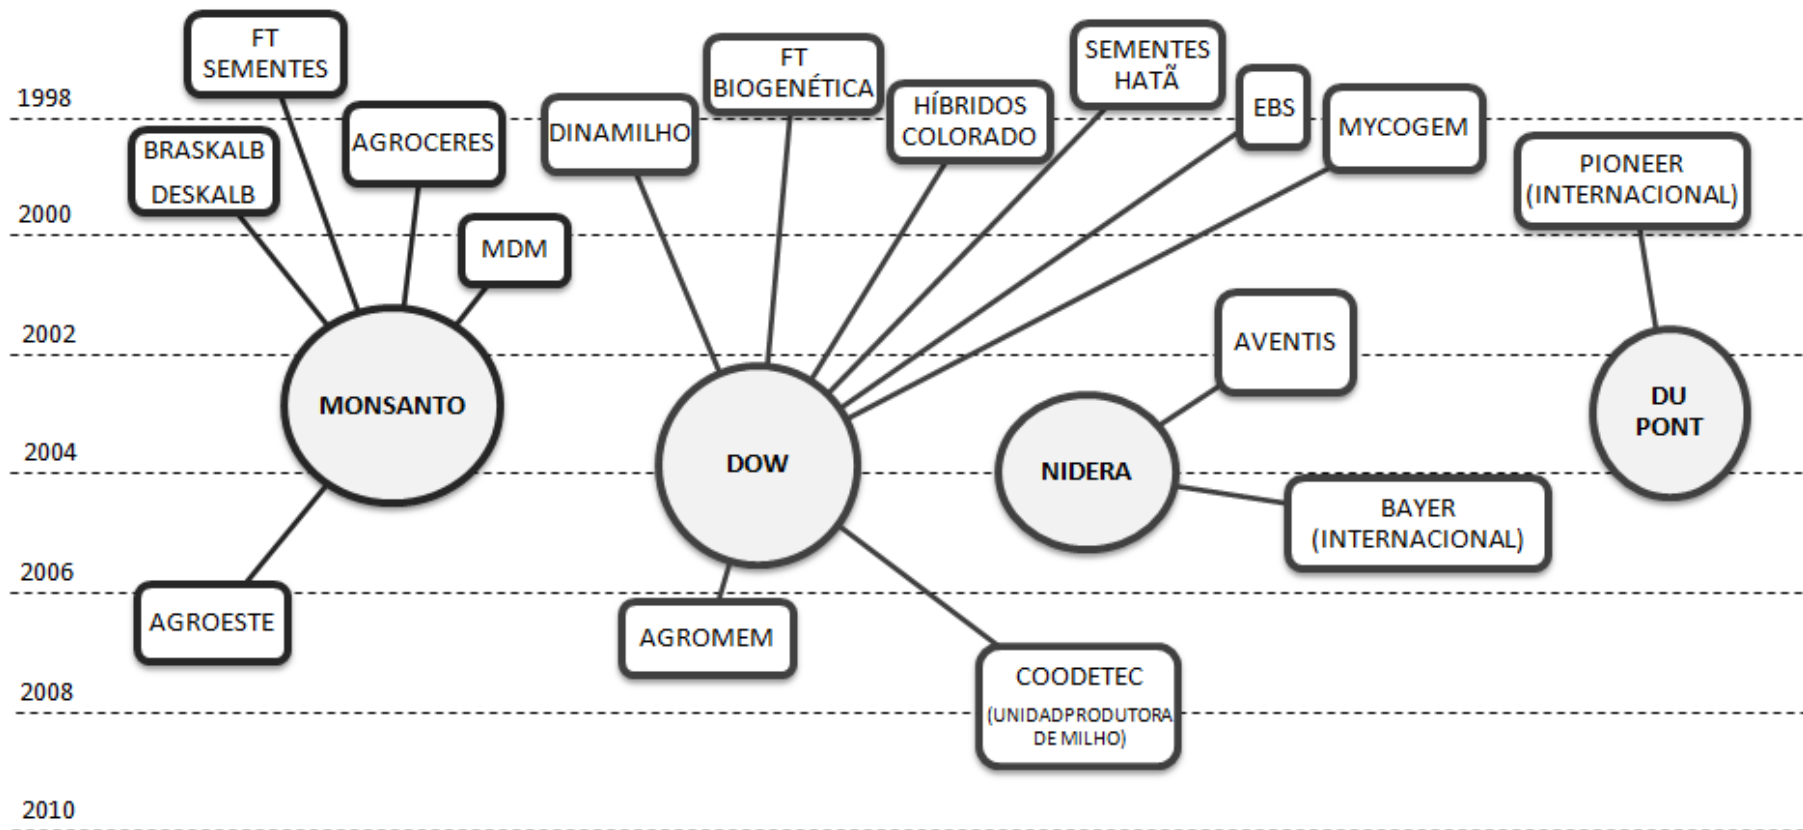 FT
SEMENTES
SEMENTES
HATÃ
FT
BIOGENÉTICA
1998
EBS
HÍBRIDOS
COLORADO
MYCOGEM
DINAMILHO
AGROCERES
BRASKALB
DESKALB
PIONEER
(INTERNACIONAL)
2000
MDM
2002
AVENTIS
MONSANTO
DU
PONT
2004
DOW
NIDERA
BAYER
(INTERNACIONAL)
2006
AGROESTE
AGROMEM
COODETEC
(UNIDADPRODUTORA
DE MILHO)
2008
2010